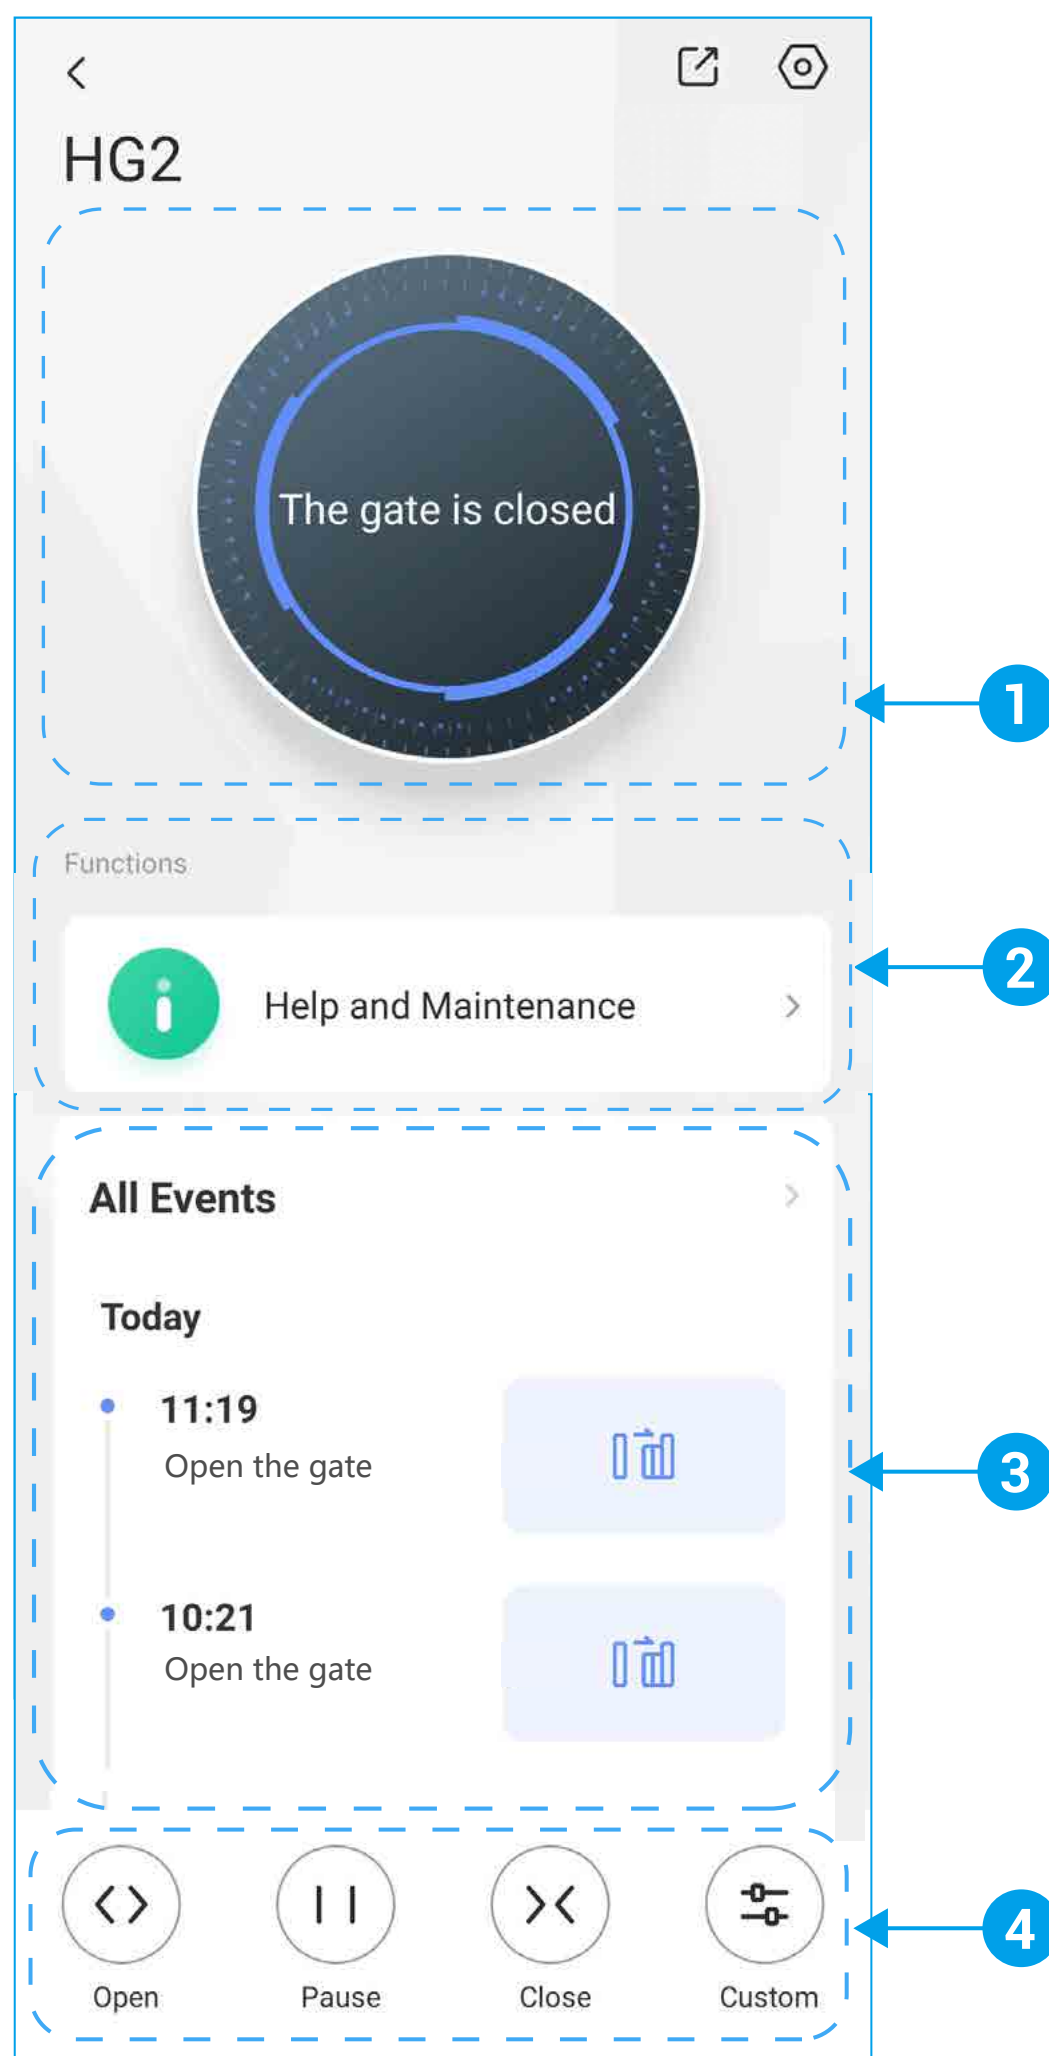 HG2
The gate is closed
1
Functions
Help and Maintenance
2
All Events
Today
11:19
Open the gate
3
10:21
Open the gate
Open Pause Close Custom
4